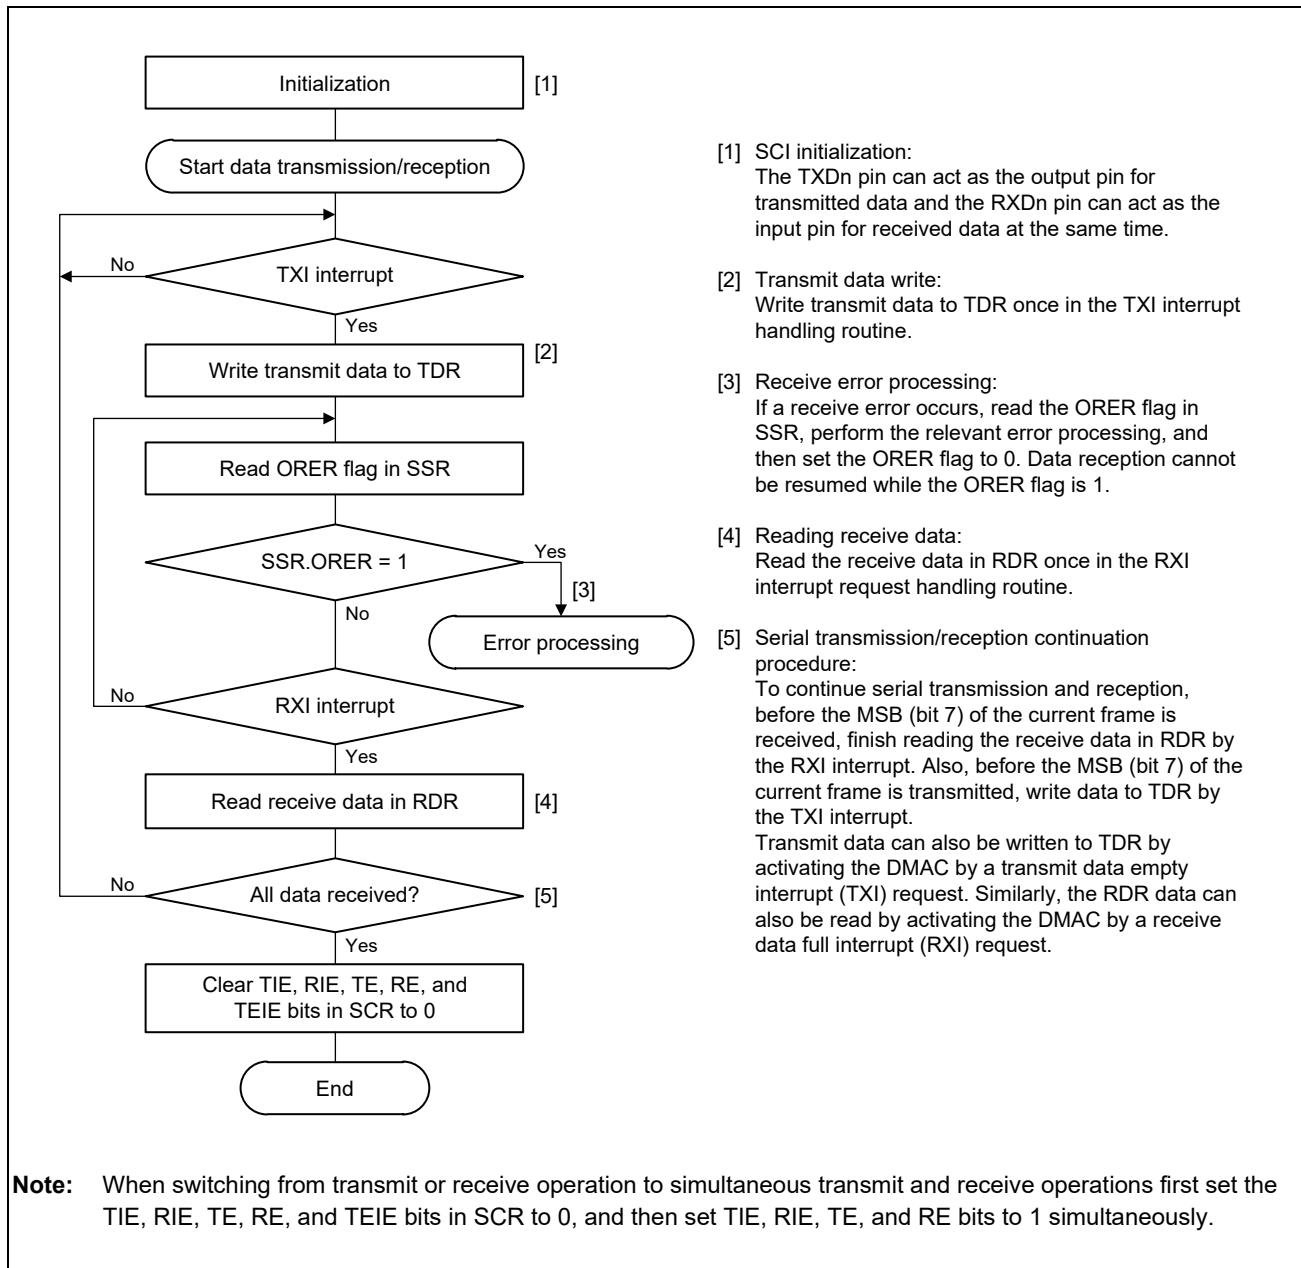 Initialization
[1]
Start data transmission/reception
No
TXI interrupt
Yes
Write transmit data to TDR
[2]
Read ORER flag in SSR
SSR.ORER = 1
Yes
[3]
No
Error processing
No
RXI interrupt
Yes
Read receive data in RDR
[4]
No
All data received?
[5]
Yes
Clear TIE, RIE, TE, RE, and
TEIE bits in SCR to 0
End
[1] SCI initialization:
The TXDn pin can act as the output pin for
transmitted data and the RXDn pin can act as the
input pin for received data at the same time.
[2] Transmit data write:
Write transmit data to TDR once in the TXI interrupt
handling routine.
[3] Receive error processing:
If a receive error occurs, read the ORER flag in
SSR, perform the relevant error processing, and
then set the ORER flag to 0. Data reception cannot
be resumed while the ORER flag is 1.
[4] Reading receive data:
Read the receive data in RDR once in the RXI
interrupt request handling routine.
[5] Serial transmission/reception continuation
procedure:
To continue serial transmission and reception,
before the MSB (bit 7) of the current frame is
received, finish reading the receive data in RDR by
the RXI interrupt. Also, before the MSB (bit 7) of the
current frame is transmitted, write data to TDR by
the TXI interrupt.
Transmit data can also be written to TDR by
activating the DMAC by a transmit data empty
interrupt (TXI) request. Similarly, the RDR data can
also be read by activating the DMAC by a receive
data full interrupt (RXI) request.
Note: When switching from transmit or receive operation to simultaneous transmit and receive operations first set the
TIE, RIE, TE, RE, and TEIE bits in SCR to 0, and then set TIE, RIE, TE, and RE bits to 1 simultaneously.